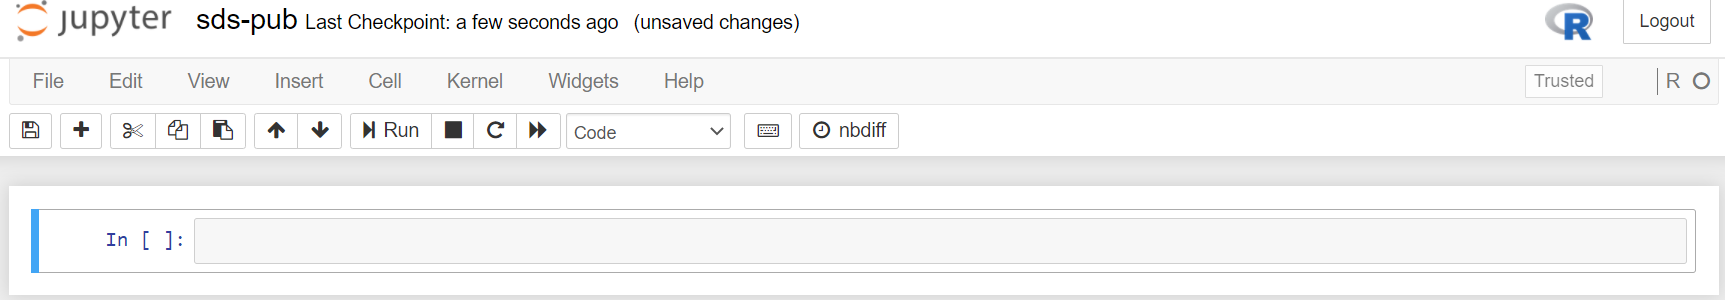 jupyter sds-pub Last Checkpoint: a few seconds ago (unsaved changes) R Logout
File Edit View Insert Cell Kernel Widgets Help Trusted R
Run Code nbdiff
In [ ]: